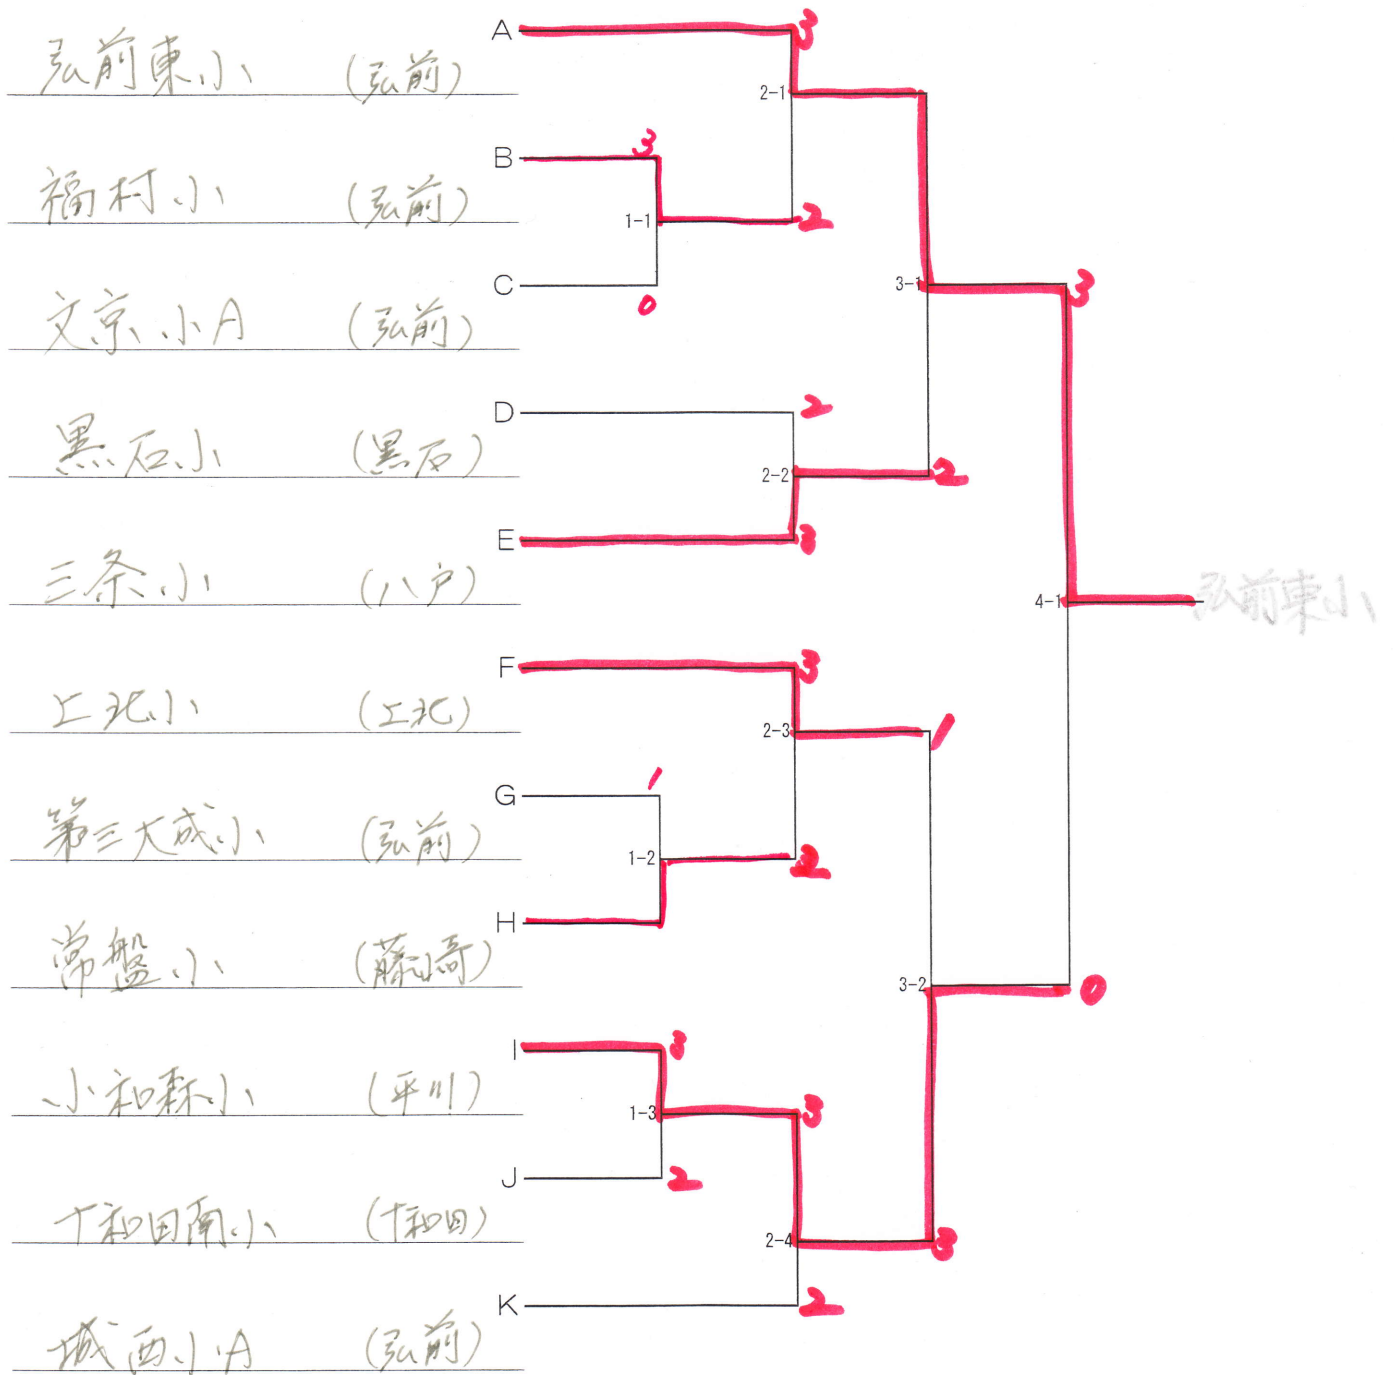 A 3
弘前東小 (弘前)
2-1
B 3
福村小 (弘前)
1-1 2
C
0
3-1 3
文京小A (弘前)
D 2
黒石小 (黒石)
2-2 2
E 3
三条小 (八戸)
4-1 弘前東小
F 3
上北小 (上北)
2-3 1
G 1
第三大成小 (弘前)
1-2 2
H
常盤小 (藤崎)
3-2 0
I 3
小和森小 (平川)
1-3 3
J 2
十和田南小 (十和田)
2-4 3
K 2
城西小A (弘前)